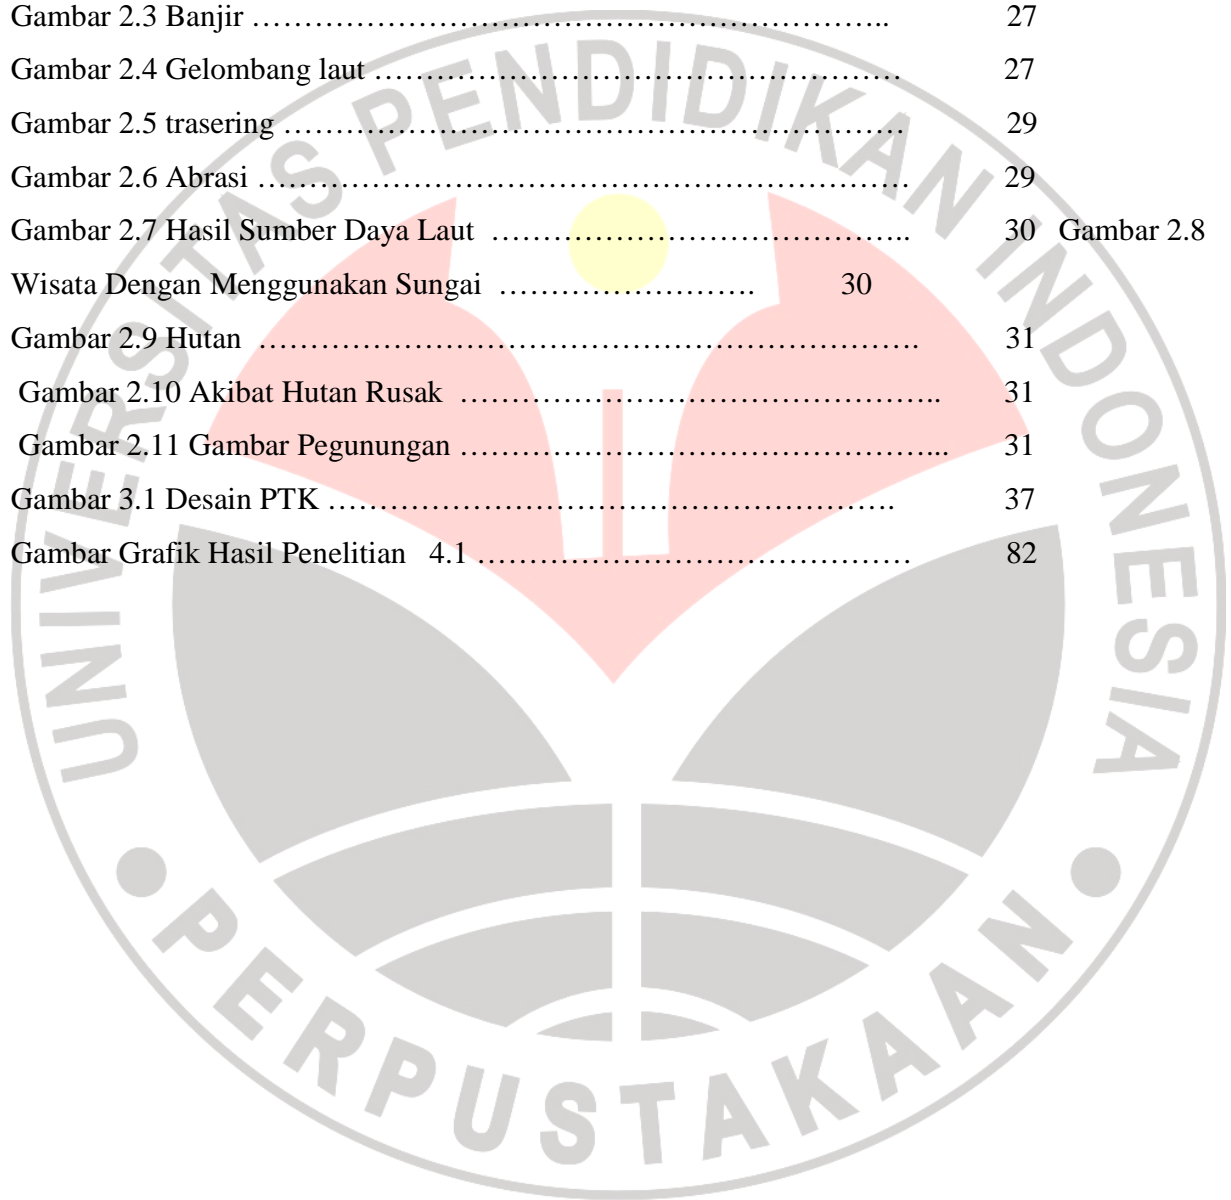 Gambar 2.3 Banjir ……………………………………………………………….. 27
Gambar 2.4 Gelombang laut ……………………………………………………. 27
Gambar 2.5 trasering ……………………………………………………………… 29
Gambar 2.6 Abrasi ………………………………………………………………… 29
Gambar 2.7 Hasil Sumber Daya Laut ………………………………………….. 30 Gambar 2.8
Wisata Dengan Menggunakan Sungai ………………………… 30
Gambar 2.9 Hutan …………………………………………………………………. 31
Gambar 2.10 Akibat Hutan Rusak ……………………………………………….. 31
Gambar 2.11 Gambar Pegunungan ………………………………………………... 31
Gambar 3.1 Desain PTK ………………………………………………………… 37
Gambar Grafik Hasil Penelitian 4.1 …………………………………………… 82
UNIVERSITAS PENDIDIKAN INDONESIA
PERPUSTAKAAN